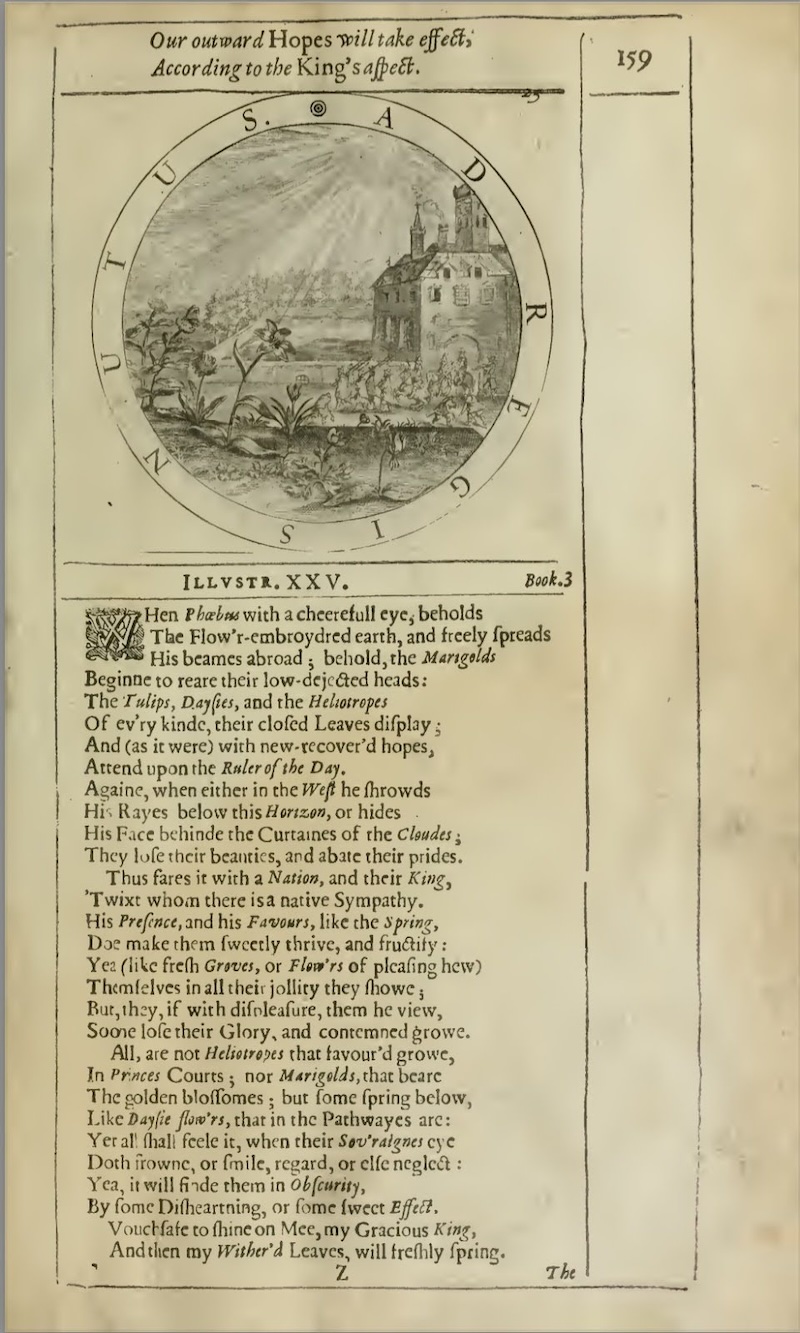 Our outward Hopes will take effect,
According to the King's aſpect.
159
25
AD REGIS NUTUS.
ILLVSTR. XXV.
Book.3
WHen Phœbus with a cheerefull eye, beholds
The Flow'r-embroydred earth, and freely ſpreads
His beames abroad; behold, the Marigolds
Beginne to reare their low-dejected heads:
The Tulips, Dayſies, and the Heliotropes
Of ev'ry kinde, their cloſed Leaves diſplay;
And (as it were) with new-recover'd hopes,
Attend upon the Ruler of the Day.
Againe, when either in the Weſt he ſhrowds
His Rayes below this Horizon, or hides
His Face behinde the Curtaines of the Cloudes;
They loſe their beauties, and abate their prides.
Thus fares it with a Nation, and their King,
'Twixt whom there is a native Sympathy.
His Preſence, and his Favours, like the Spring,
Doe make them ſweetly thrive, and fructify:
Yea (like freſh Groves, or Flow'rs of pleaſing hew)
Themſelves in all their jollity they ſhowe;
But, they, if with diſpleaſure, them he view,
Soone loſe their Glory, and contemned growe.
All, are not Heliotropes that favour'd growe,
In Princes Courts; nor Marigolds, that beare
The golden bloſſomes; but ſome ſpring below,
Like Dayſie flow'rs, that in the Pathwayes are:
Yet all ſhall feele it, when their Sov'raignes eye
Doth frowne, or ſmile, regard, or elſe neglect:
Yea, it will finde them in Obſcurity,
By ſome Diſheartning, or ſome ſweet Effect.
Vouchſafe to ſhine on Mee, my Gracious King,
And then my Wither'd Leaves, will freſhly ſpring.
Z
The